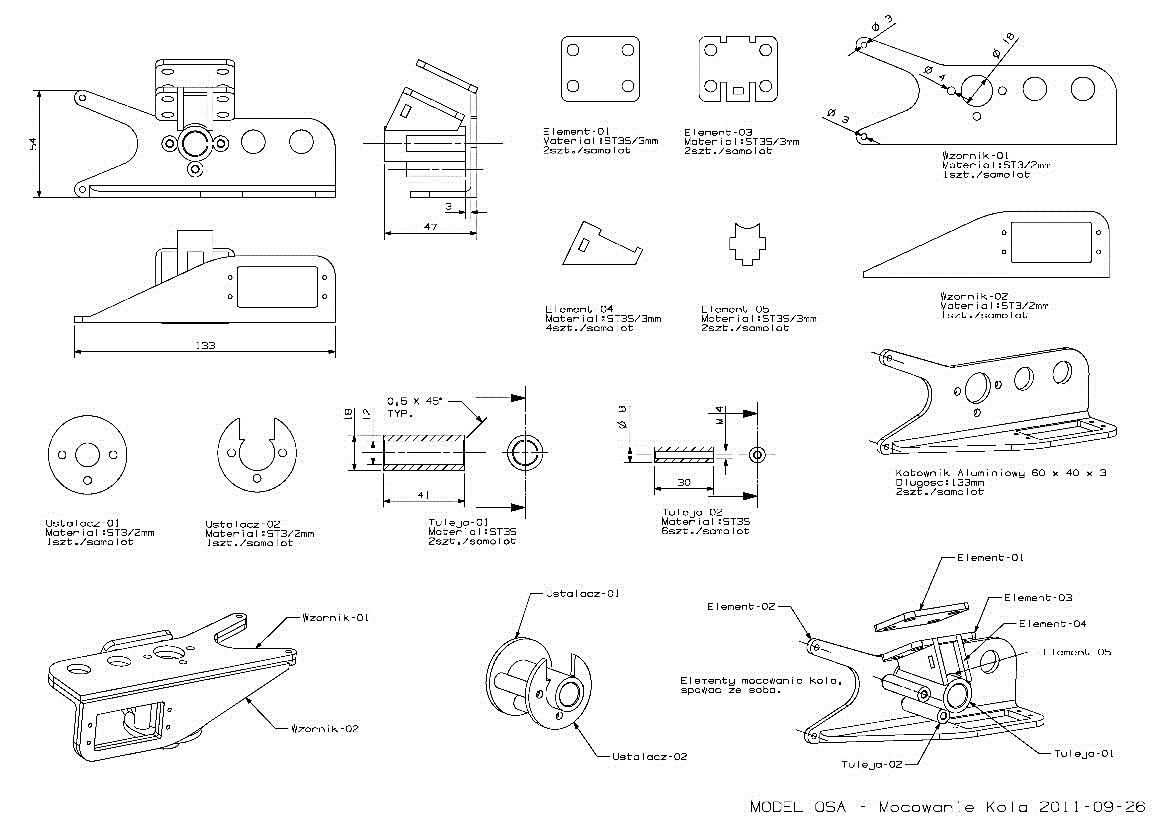 Ø 3
Ø 18
Ø 4
Ø 3
54
3
47
133
Element-01
Material:ST3S/3mm
2szt./samolot
Element-03
Material:ST3S/3mm
2szt./samolot
Wzornik-01
Material:ST3/2mm
1szt./samolot
Element-04
Material:ST3S/3mm
4szt./samolot
Element-05
Material:ST3S/3mm
2szt./samolot
Wzornik-02
Material:ST3/2mm
1szt./samolot
18
12
0,5 X 45°
TYP.
41
Ø 8
M 4
30
Katownik Aluminiowy 60 x 40 x 3
Dlugosc:133mm
2szt./samolot
Ustalacz-01
Material:ST3/2mm
1szt./samolot
Ustalacz-02
Material:ST3/2mm
1szt./samolot
Tuleja-01
Material:ST3S
2szt./samolot
Tuleja-02
Material:ST3S
6szt./samolot
Wzornik-01
Wzornik-02
Ustalacz-01
Ustalacz-02
Element-01
Element-02
Element-03
Element-04
Element-05
Elementy mocowania kola,
spawac ze soba.
Tuleja-01
Tuleja-02
MODEL OSA - Mocowanie Kola 2011-09-26